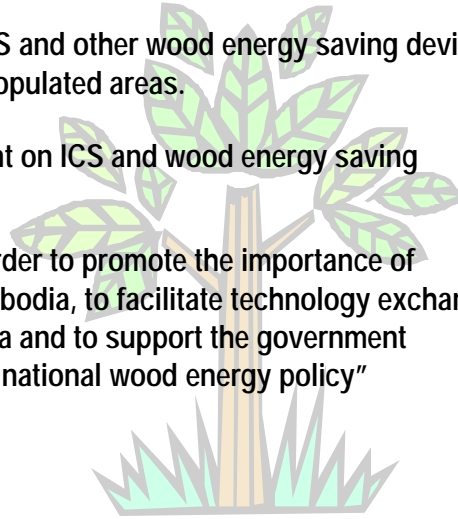 S and other wood energy saving devi
opulated areas.
nt on ICS and wood energy saving
rder to promote the importance of
bodia, to facilitate technology exchan
a and to support the government
national wood energy policy”